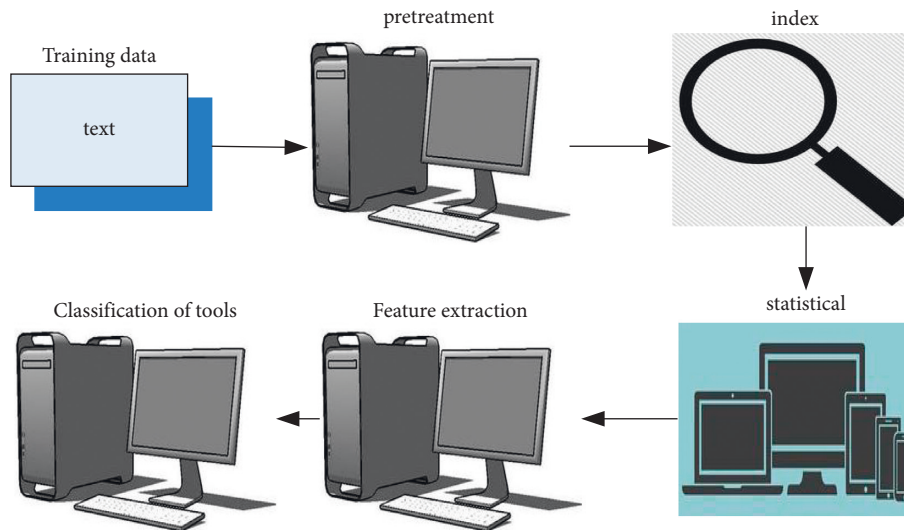 pretreatment
index
Training data
text
Classification of tools
Feature extraction
statistical